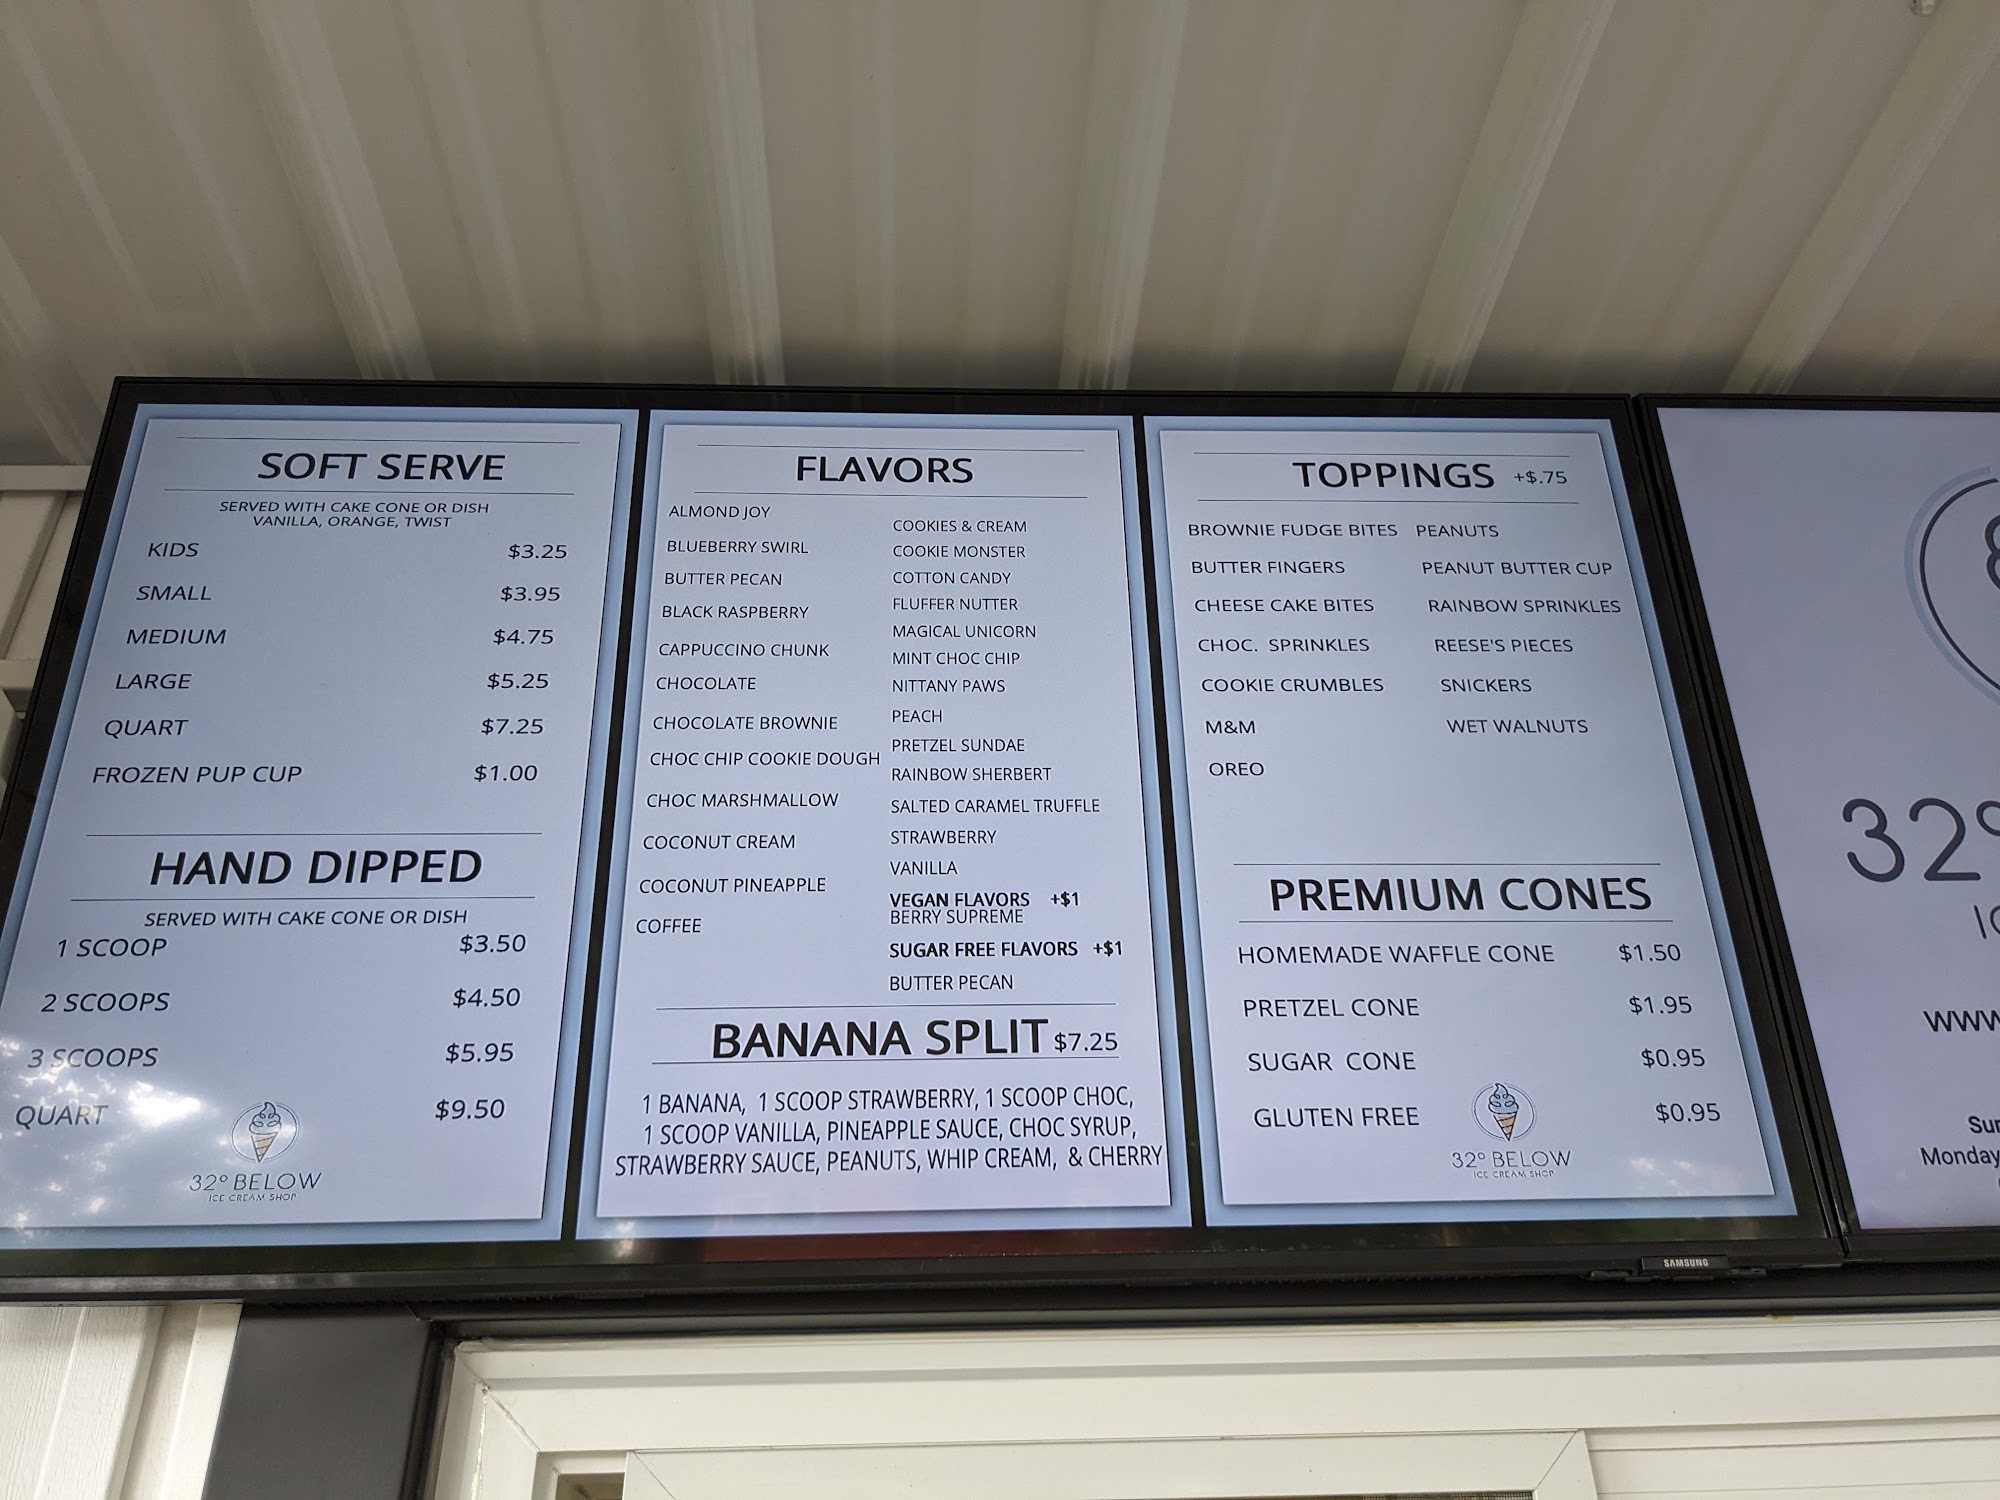 SOFT SERVE
SERVED WITH CAKE CONE OR DISH
VANILLA, ORANGE, TWIST
KIDS $3.25
SMALL $3.95
MEDIUM $4.75
LARGE $5.25
QUART $7.25
FROZEN PUP CUP $1.00
HAND DIPPED
SERVED WITH CAKE CONE OR DISH
1 SCOOP $3.50
2 SCOOPS $4.50
3 SCOOPS $5.95
QUART $9.50
32° BELOW
ICE CREAM SHOP
FLAVORS
ALMOND JOY
BLUEBERRY SWIRL
BUTTER PECAN
BLACK RASPBERRY
CAPPUCCINO CHUNK
CHOCOLATE
CHOCOLATE BROWNIE
CHOC CHIP COOKIE DOUGH
CHOC MARSHMALLOW
COCONUT CREAM
COCONUT PINEAPPLE
COFFEE
COOKIES & CREAM
COOKIE MONSTER
COTTON CANDY
FLUFFER NUTTER
MAGICAL UNICORN
MINT CHOC CHIP
NITTANY PAWS
PEACH
PRETZEL SUNDAE
RAINBOW SHERBERT
SALTED CARAMEL TRUFFLE
STRAWBERRY
VANILLA
VEGAN FLAVORS +$1
BERRY SUPREME
SUGAR FREE FLAVORS +$1
BUTTER PECAN
BANANA SPLIT $7.25
1 BANANA, 1 SCOOP STRAWBERRY, 1 SCOOP CHOC,
1 SCOOP VANILLA, PINEAPPLE SAUCE, CHOC SYRUP,
STRAWBERRY SAUCE, PEANUTS, WHIP CREAM, & CHERRY
TOPPINGS +$.75
BROWNIE FUDGE BITES PEANUTS
BUTTER FINGERS PEANUT BUTTER CUP
CHEESE CAKE BITES RAINBOW SPRINKLES
CHOC. SPRINKLES REESE'S PIECES
COOKIE CRUMBLES SNICKERS
M&M WET WALNUTS
OREO
PREMIUM CONES
HOMEMADE WAFFLE CONE $1.50
PRETZEL CONE $1.95
SUGAR CONE $0.95
GLUTEN FREE $0.95
32° BELOW
ICE CREAM SHOP
SAMSUNG
32°
WWW
Monday